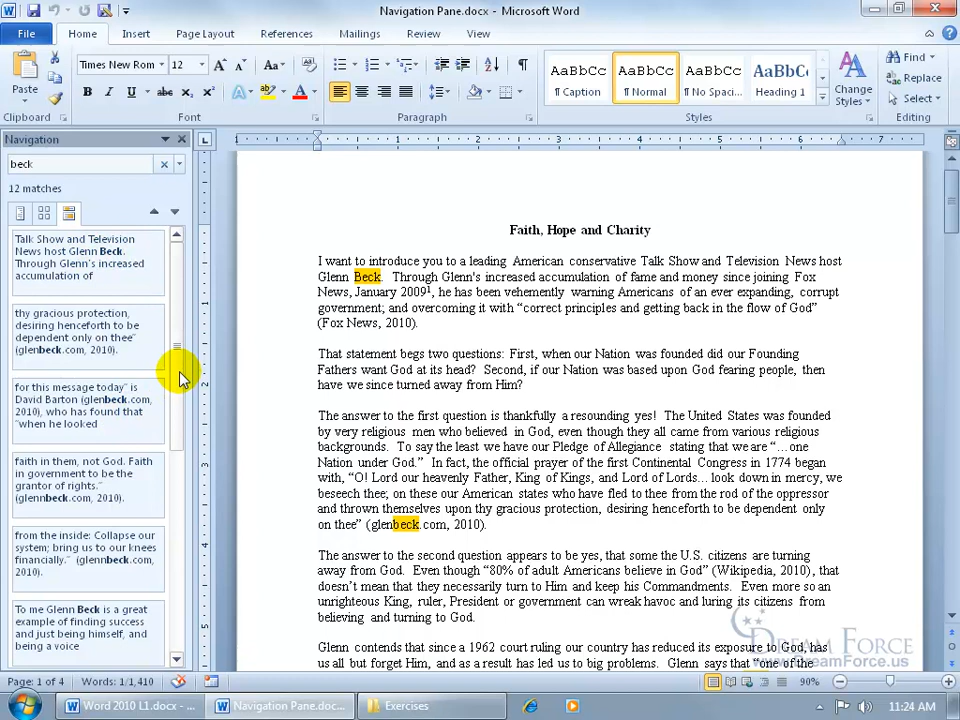 Navigation Pane.docx - Microsoft Word
File Home Insert Page Layout References Mailings Review View
Times New Rom 12
Paste
AaBbCc AaBbCc AaBbCc AaBbCc
¶ Caption ¶ Normal ¶ No Spaci... Heading 1
Change Styles
Find
Replace
Select
Clipboard Font Paragraph Styles Editing
Navigation
beck
12 matches
Talk Show and Television
News host Glenn Beck.
Through Glenn's increased
accumulation of
thy gracious protection,
desiring henceforth to be
dependent only on thee”
(glenbeck.com, 2010).
for this message today” is
David Barton (glenbeck.com,
2010), who has found that
“when he looked
faith in them, not God. Faith
in government to be the
grantor of rights.”
(glennbeck.com, 2010).
from the inside: Collapse our
system; bring us to our knees
financially.” (glennbeck.com,
2010).
To me Glenn Beck is a great
example of finding success
and just being himself, and
being a voice
1 2 3 4 5 6 7
1
2
3
4
5
Faith, Hope and Charity
I want to introduce you to a leading American conservative Talk Show and Television News host
Glenn Beck. Through Glenn's increased accumulation of fame and money since joining Fox
News, January 2009¹, he has been vehemently warning Americans of an ever expanding, corrupt
government; and overcoming it with “correct principles and getting back in the flow of God”
(Fox News, 2010).
That statement begs two questions: First, when our Nation was founded did our Founding
Fathers want God at its head? Second, if our Nation was based upon God fearing people, then
have we since turned away from Him?
The answer to the first question is thankfully a resounding yes! The United States was founded
by very religious men who believed in God, even though they all came from various religious
backgrounds. To say the least we have our Pledge of Allegiance stating that we are “…one
Nation under God.” In fact, the official prayer of the first Continental Congress in 1774 began
with, “O! Lord our heavenly Father, King of Kings, and Lord of Lords... look down in mercy, we
beseech thee; on these our American states who have fled to thee from the rod of the oppressor
and thrown themselves upon thy gracious protection, desiring henceforth to be dependent only
on thee” (glenbeck.com, 2010).
The answer to the second question appears to be yes, that some the U.S. citizens are turning
away from God. Even though “80% of adult Americans believe in God” (Wikipedia, 2010), that
doesn’t mean that they necessarily turn to Him and keep his Commandments. Even more so an
unrighteous King, ruler, President or government can wreak havoc and luring its citizens from
believing and turning to God.
Glenn contends that since a 1962 court ruling our country has reduced its exposure to God, has
us all but forget Him, and as a result has led us to big problems. Glenn says that “one of the
DREAM FORCE
www.DreamForce.us
Page: 1 of 4 Words: 1/1,410 90%
Word 2010 L1.docx -... Navigation Pane.docx... Exercises 11:24 AM